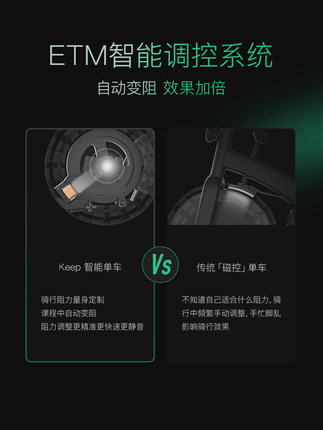 ETM智能调控系统
自动变阻 效果加倍
Keep 智能单车
骑行阻力量身定制
课程中自动变阻
阻力调整更精准更快速更静音
Vs
传统「磁控」单车
不知道自己适合什么阻力，骑
行中频繁手动调整，手忙脚乱
影响骑行效果